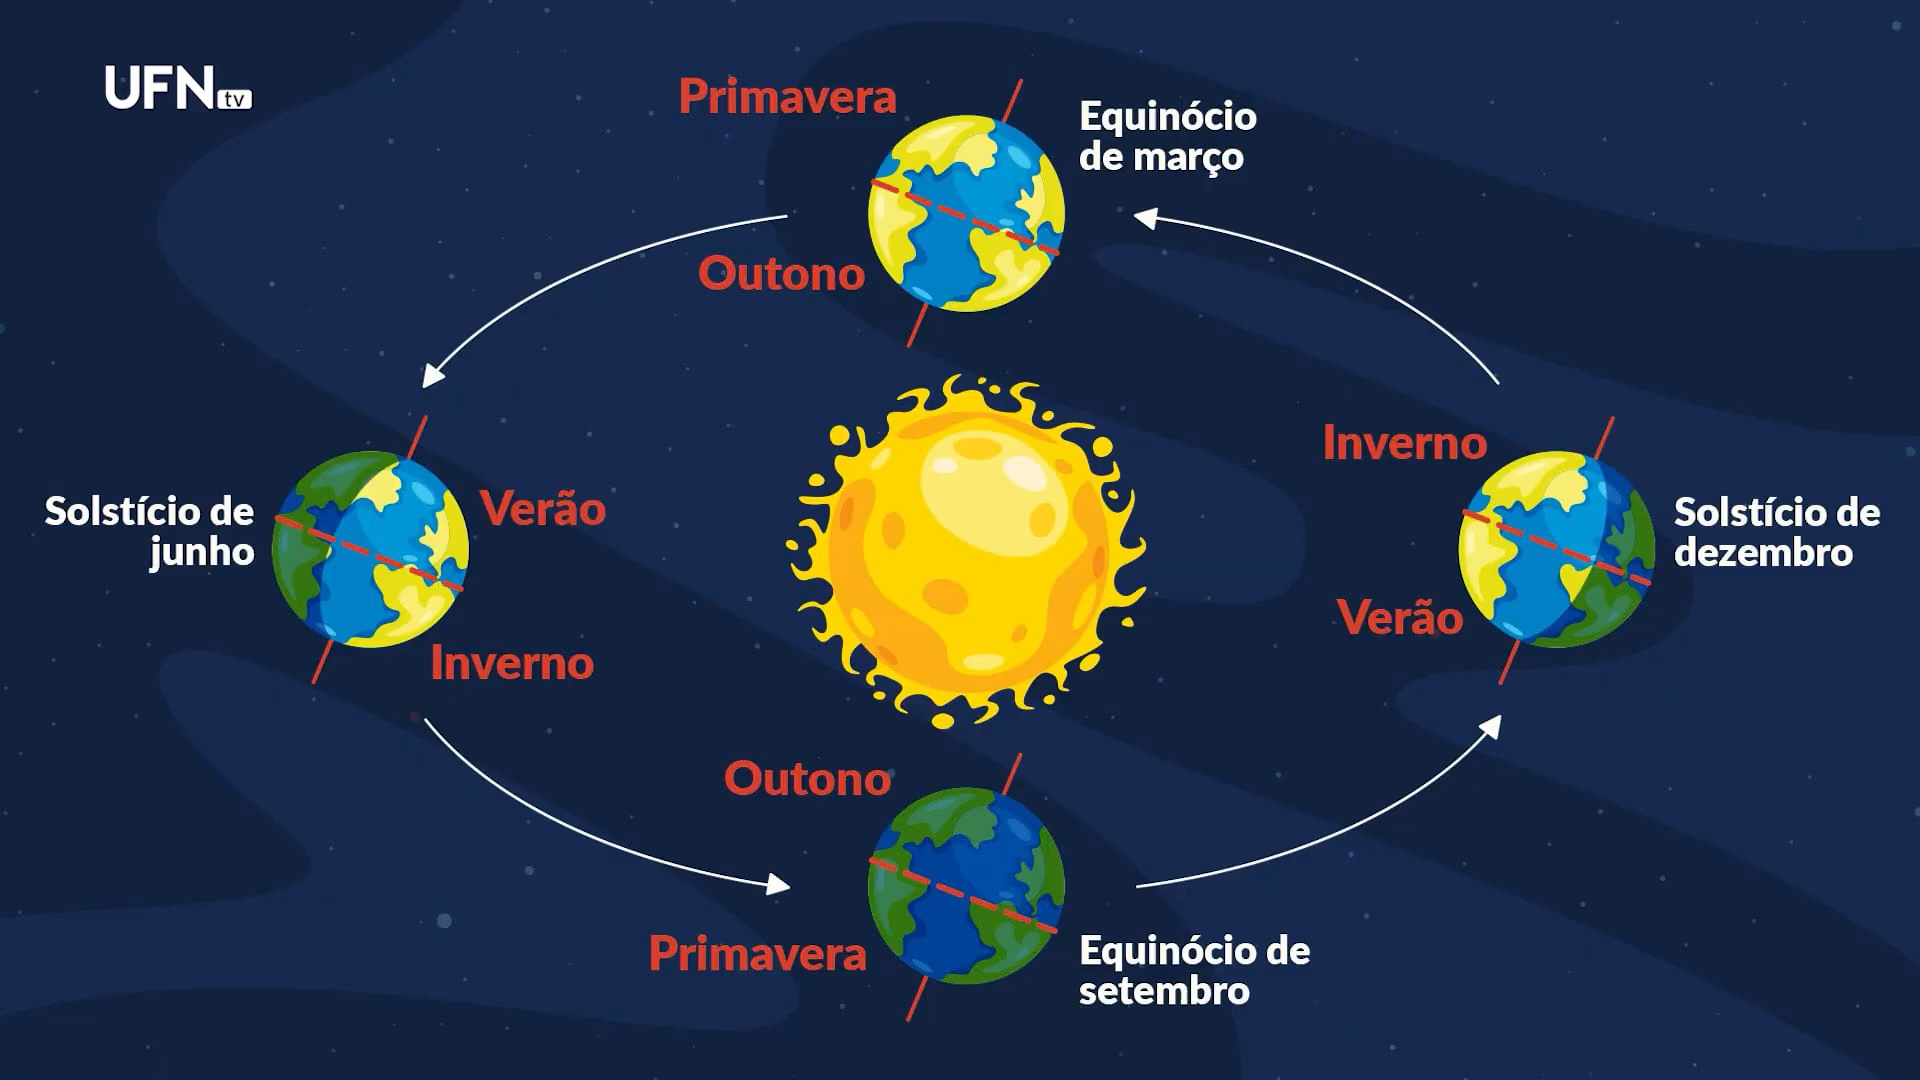 UFN tv
Primavera
Equinócio
de março
Outono
Inverno
Solstício de
junho
Verão
Solstício de
dezembro
Verão
Inverno
Outono
Primavera
Equinócio de
setembro